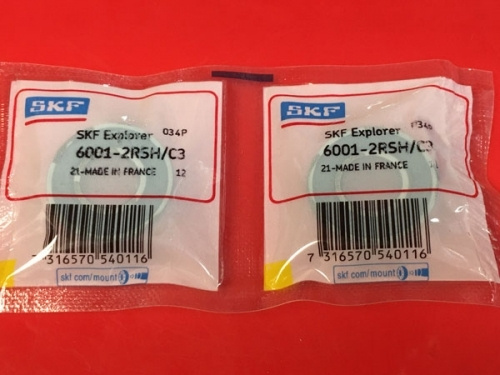 SKF
034P
SKF Explorer
6001-2RSH/C3
21-MADE IN FRANCE 12
7 316570 540116
skf.com/mount
SKF
034P
SKF Explorer
6001-2RSH/C3
21-MADE IN FRANCE
7 316570 540116
skf.com/mount